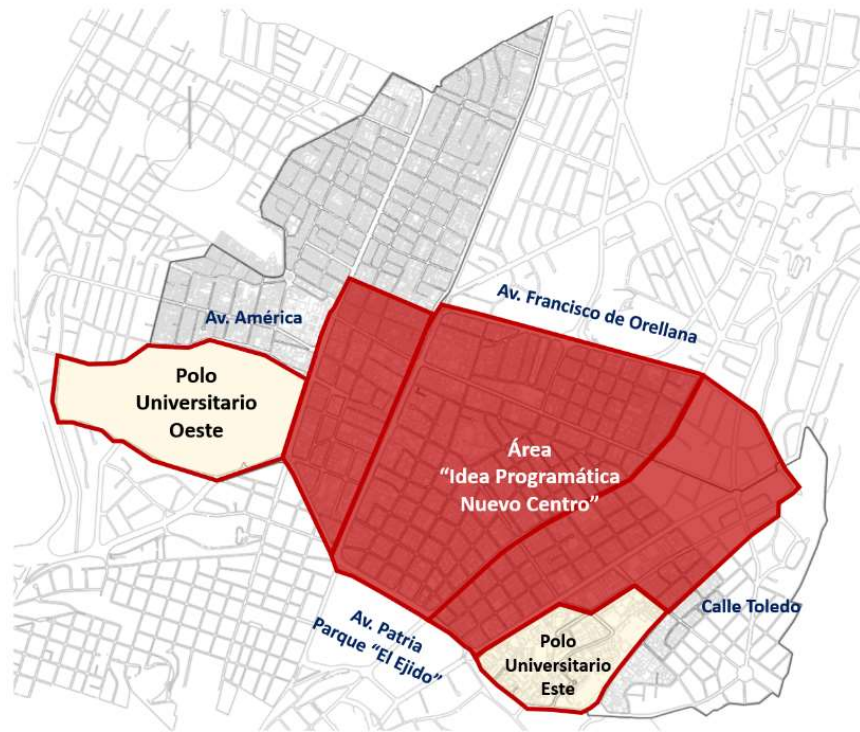 Av. Francisco de Orellana
Av. América
Polo
Universitario
Oeste
Área
“Idea Programática
Nuevo Centro”
Calle Toledo
Av. Patria
Parque “El Ejido”
Polo
Universitario
Este